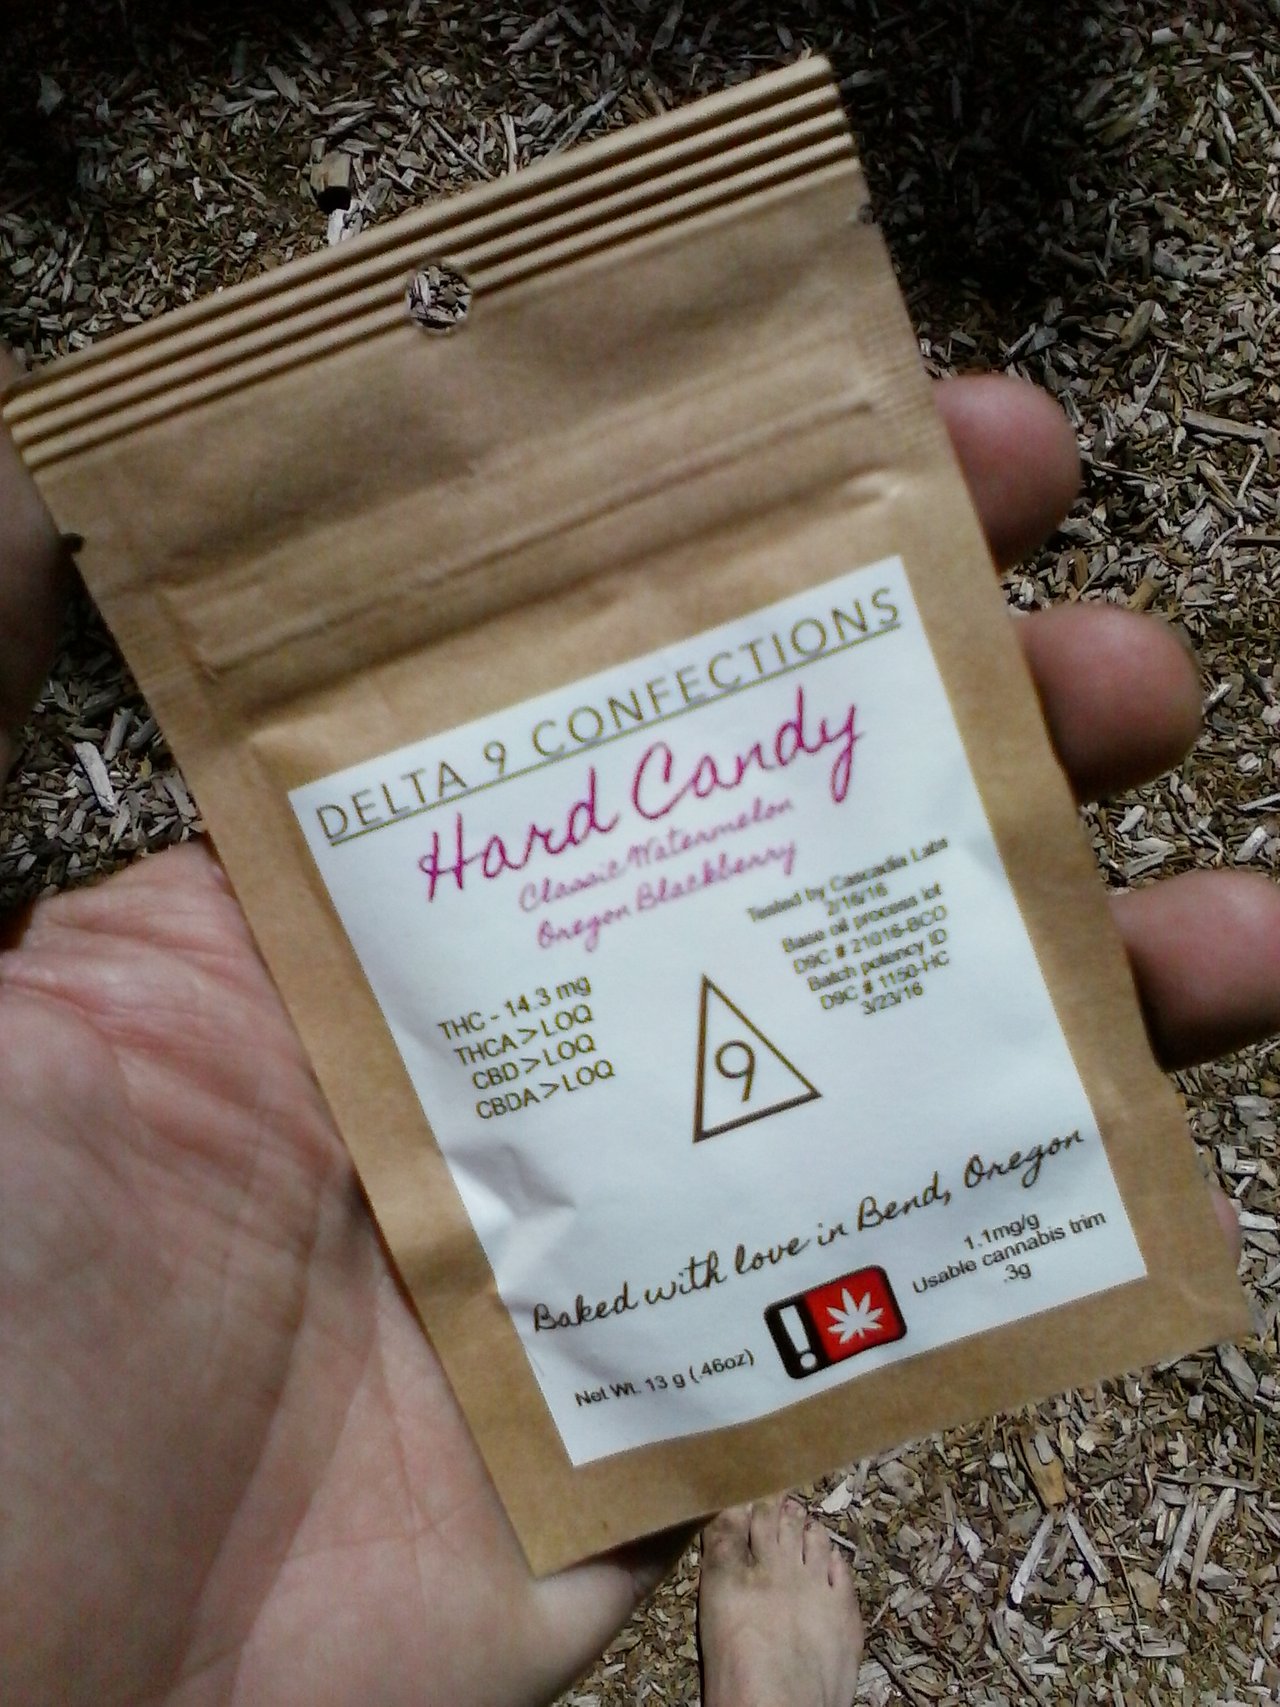 DELTA 9 CONFECTIONS
Hard Candy
Classic Watermelon
Oregon Blackberry
Tested by Cascadia Labs
2/16/16
Base oil process lot
D9C # 21016-BCO
Batch potency ID
D9C # 1150-HC
3/23/16
THC - 14.3 mg
THCA > LOQ
CBD > LOQ
CBDA > LOQ
9
Baked with love in Bend, Oregon
1.1mg/g
Usable cannabis trim
.3g
!
Net Wt. 13 g (.46oz)